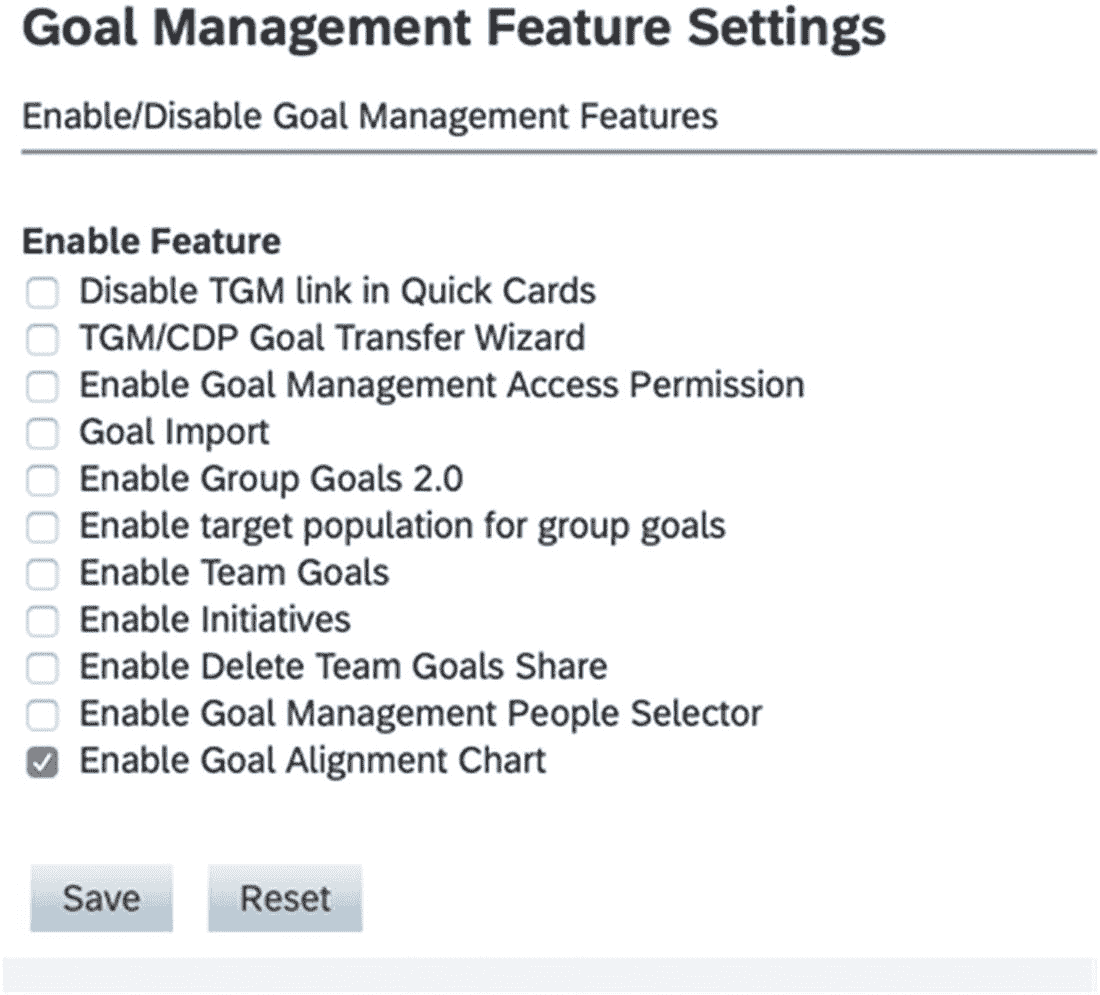 Goal Management Feature Settings
Enable/Disable Goal Management Features
Enable Feature
Disable TGM link in Quick Cards
TGM/CDP Goal Transfer Wizard
Enable Goal Management Access Permission
Goal Import
Enable Group Goals 2.0
Enable target population for group goals
Enable Team Goals
Enable Initiatives
Enable Delete Team Goals Share
Enable Goal Management People Selector
Enable Goal Alignment Chart
Save Reset